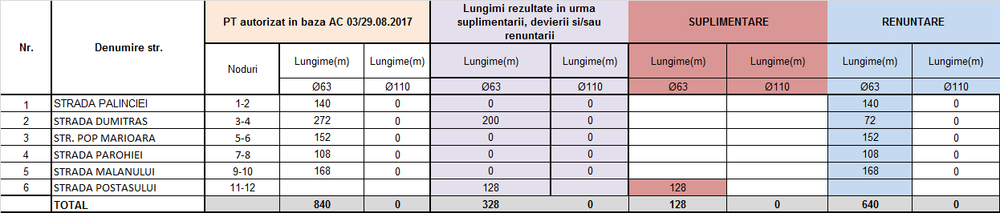 Nr. Denumire str. PT autorizat in baza AC 03/29.08.2017 Lungimi rezultate in urma suplimentarii, devierii si/sau renuntarii SUPLIMENTARE RENUNTARE
Noduri Lungime(m) Lungime(m) Lungime(m) Lungime(m) Lungime(m) Lungime(m) Lungime(m) Lungime(m)
Ø63 Ø110 Ø63 Ø110 Ø63 Ø110 Ø63 Ø110
1 STRADA PALINCIEI 1-2 140 0 0 0 140 0
2 STRADA DUMITRAS 3-4 272 0 200 0 72 0
3 STR. POP MARIOARA 5-6 152 0 0 0 152 0
4 STRADA PAROHIEI 7-8 108 0 0 0 108 0
5 STRADA MALANULUI 9-10 168 0 0 0 168 0
6 STRADA POSTASULUI 11-12 128 128
TOTAL 840 0 328 0 128 0 640 0